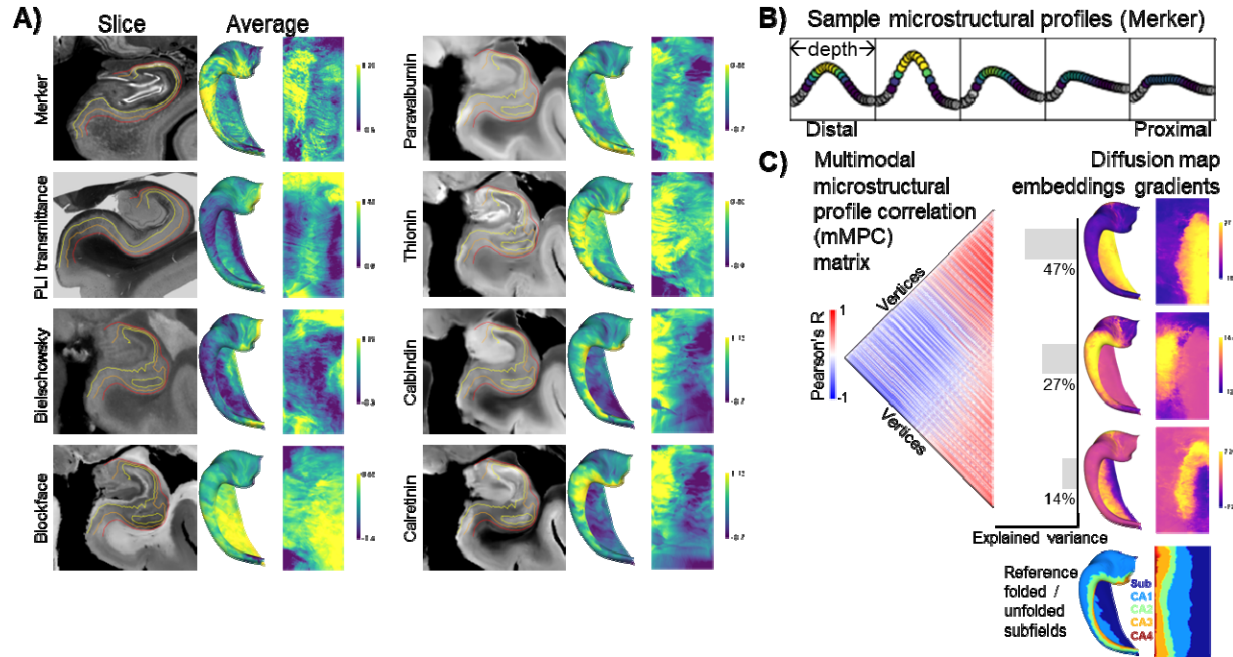 A)
Slice
Average
Merker
PLI transmittance
Bielschowsky
Blockface
Paravalbumin
Thionin
Calbindin
Calretinin
B)
Sample microstructural profiles (Merker)
depth
Distal
Proximal
C)
Multimodal
microstructural
profile correlation
(mMPC)
matrix
Vertices
Vertices
Pearson's R
1
-1
Diffusion map
embeddings gradients
47%
27%
14%
Explained variance
Reference
folded /
unfolded
subfields
Sub
CA1
CA2
CA3
CA4